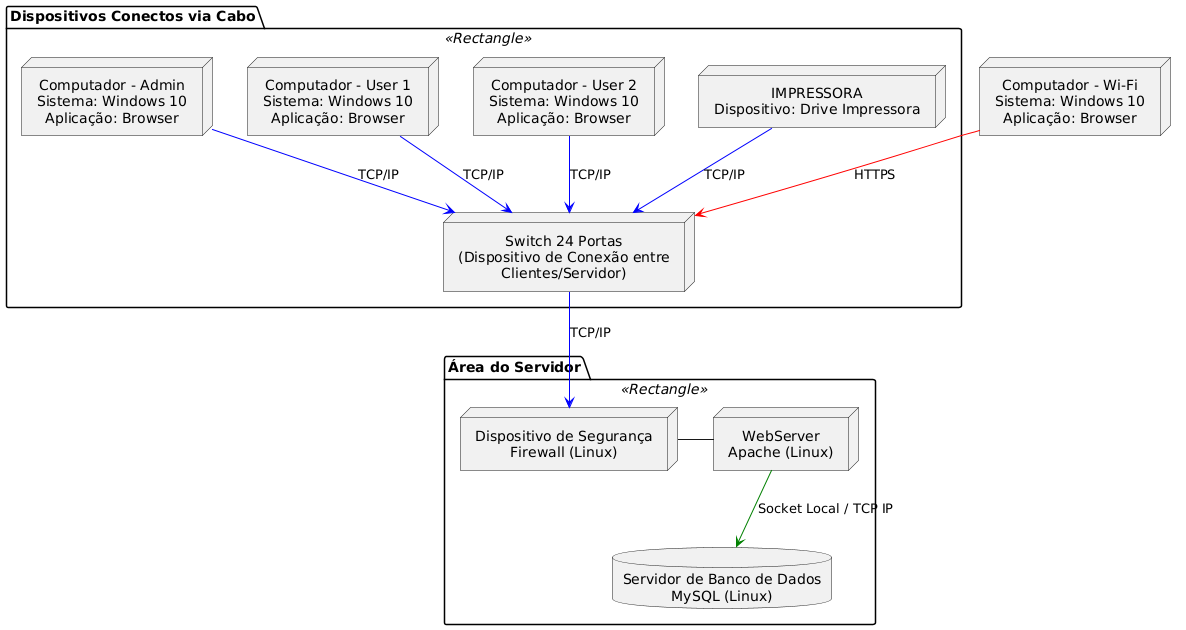 Dispositivos Conectos via Cabo
«Rectangle»
Computador - Admin
Sistema: Windows 10
Aplicação: Browser
Computador - User 1
Sistema: Windows 10
Aplicação: Browser
Computador - User 2
Sistema: Windows 10
Aplicação: Browser
IMPRESSORA
Dispositivo: Drive Impressora
Computador - Wi-Fi
Sistema: Windows 10
Aplicação: Browser
TCP/IP
TCP/IP
TCP/IP
TCP/IP
HTTPS
Switch 24 Portas
(Dispositivo de Conexão entre
Clientes/Servidor)
TCP/IP
Área do Servidor
«Rectangle»
Dispositivo de Segurança
Firewall (Linux)
WebServer
Apache (Linux)
Socket Local / TCP IP
Servidor de Banco de Dados
MySQL (Linux)